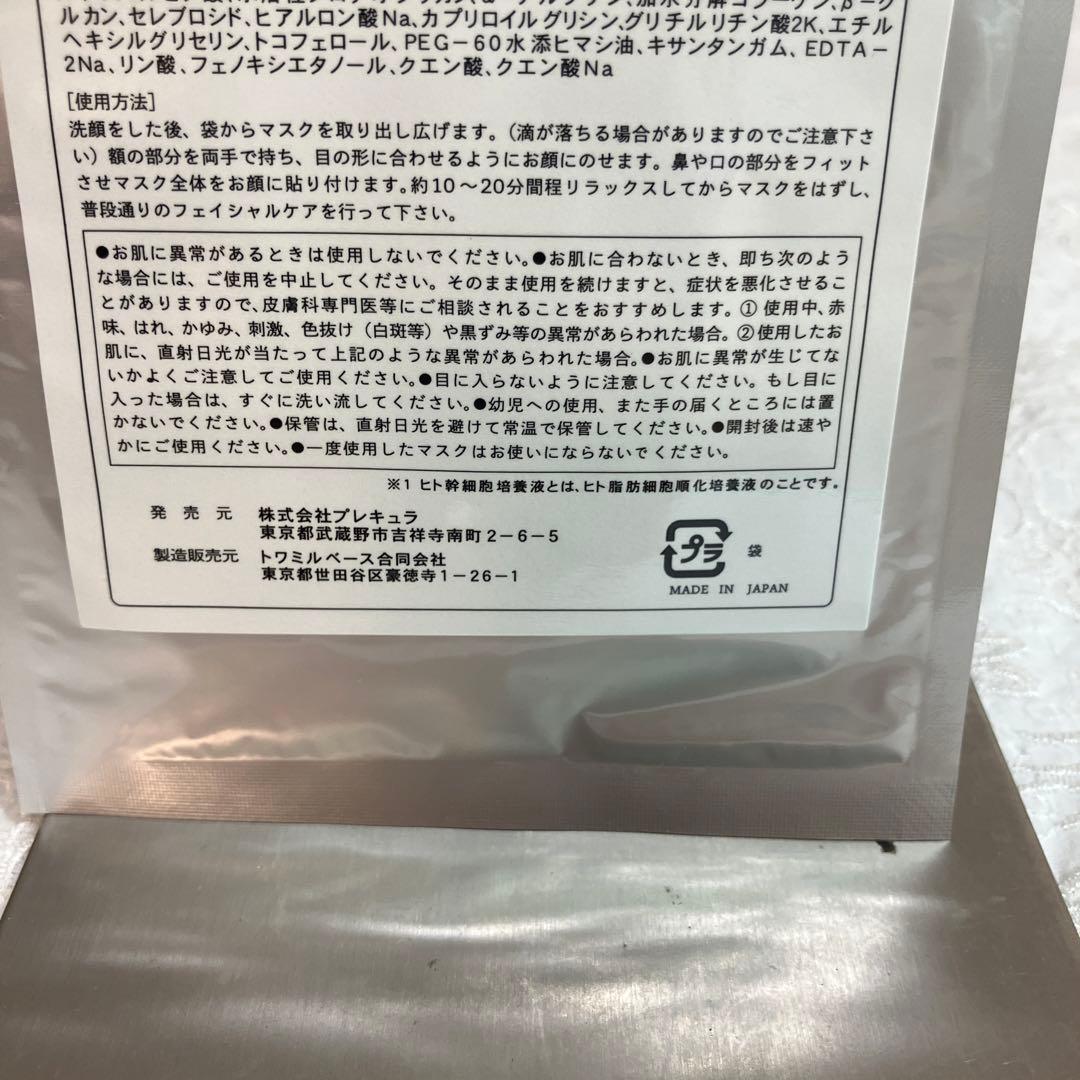 加水分解コラーゲン、β-グ
ルカン、セレブロシド、ヒアルロン酸Na、カプリロイルグリシン、グリチルリチン酸2K、エチル
ヘキシルグリセリン、トコフェロール、PEG-60水添ヒマシ油、キサンタンガム、EDTA-
2Na、リン酸、フェノキシエタノール、クエン酸、クエン酸Na
[使用方法]
洗顔をした後、袋からマスクを取り出し広げます。（滴が落ちる場合がありますのでご注意下さ
い）額の部分を両手で持ち、目の形に合わせるようにお顔にのせます。鼻や口の部分をフィット
させマスク全体をお顔に貼り付けます。約10〜20分間程リラックスしてからマスクをはずし、
普段通りのフェイシャルケアを行って下さい。
●お肌に異常があるときは使用しないでください。●お肌に合わないとき、即ち次のよう
な場合には、ご使用を中止してください。そのまま使用を続けますと、症状を悪化させるこ
とがありますので、皮膚科専門医等にご相談されることをおすすめします。①使用中、赤
味、はれ、かゆみ、刺激、色抜け（白斑等）や黒ずみ等の異常があらわれた場合。②使用したお
肌に、直射日光が当たって上記のような異常があらわれた場合。●お肌に異常が生じてな
いかよくご注意してご使用ください。●目に入らないように注意してください。もし目に
入った場合は、すぐに洗い流してください。●幼児への使用、また手の届くところには置
かないでください。●保管は、直射日光を避けて常温で保管してください。●開封後は速や
かにご使用ください。●一度使用したマスクはお使いにならないでください。
※1 ヒト幹細胞培養液とは、ヒト脂肪細胞順化培養液のことです。
発売元 株式会社プレキュラ
東京都武蔵野市吉祥寺南町2-6-5
製造販売元 トワミルベース合同会社
東京都世田谷区豪徳寺1-26-1
プラ 袋
MADE IN JAPAN